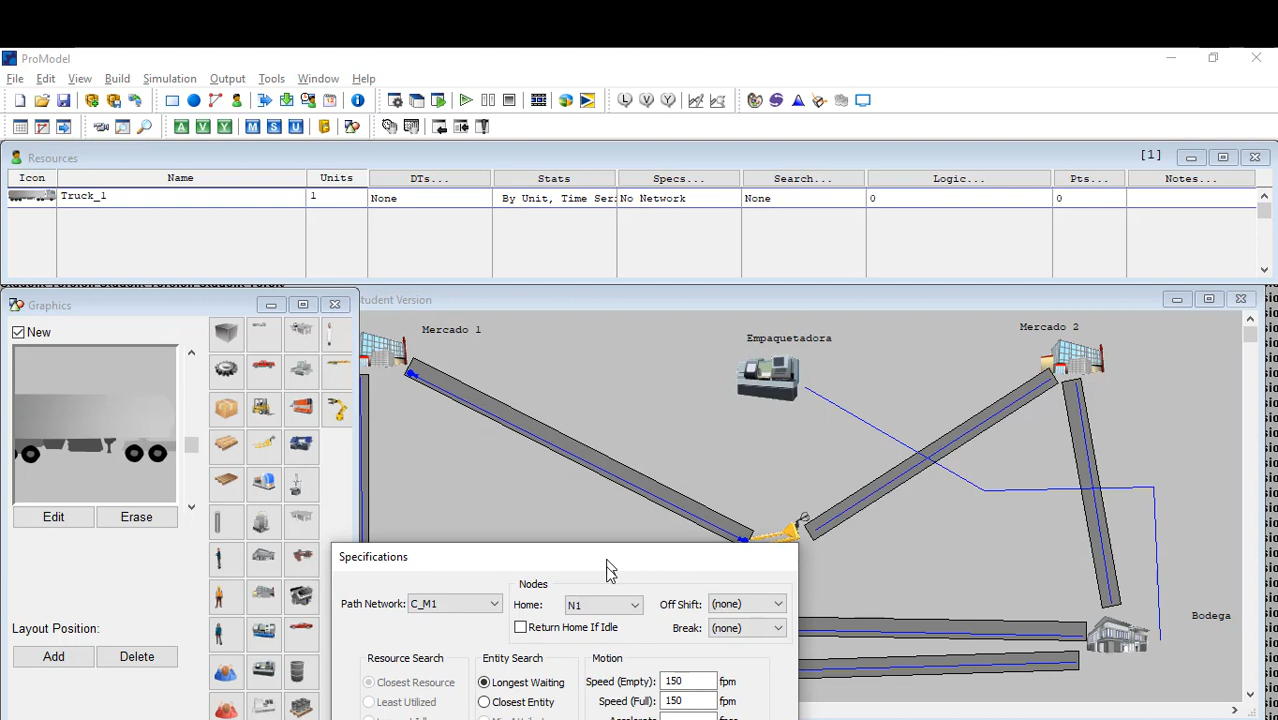 ProModel
File Edit View Build Simulation Output Tools Window Help
Resources [1]
Icon Name Units DTs... Stats Specs... Search... Logic... Pts... Notes...
Truck_1 1 None By Unit, Time Seri No Network None 0 0
Graphics
tudent Version
New
Mercado 1
Mercado 2
Empaquetadora
Edit Erase
Specifications
Nodes
Path Network: C_M1 Home: N1 Off Shift: (none)
Return Home If Idle Break: (none)
Bodega
Layout Position:
Add Delete
Resource Search Entity Search Motion
Closest Resource Longest Waiting Speed (Empty): 150 fpm
Least Utilized Closest Entity Speed (Full): 150 fpm